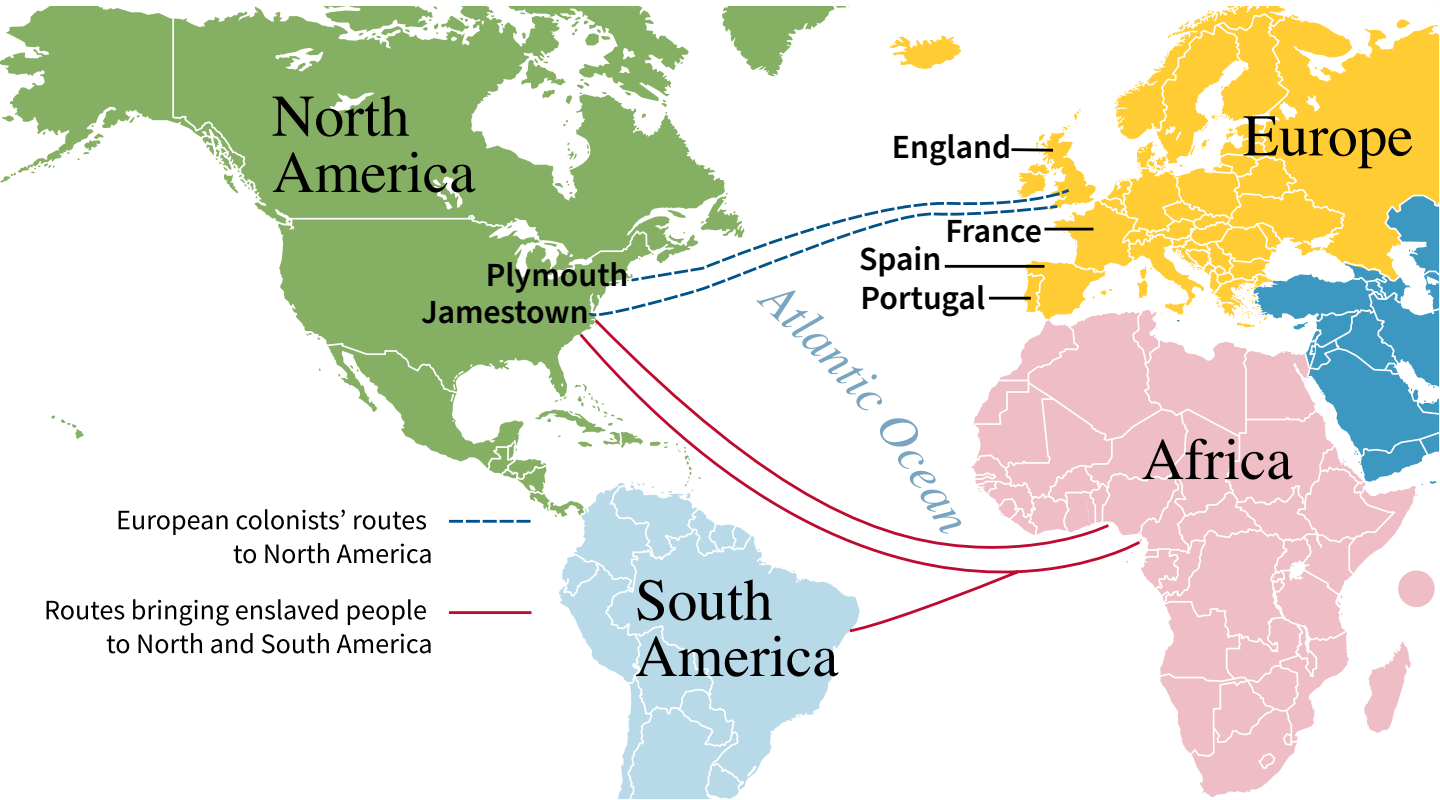 North
America
Europe
England
France
Spain
Portugal
Plymouth
Jamestown
Atlantic Ocean
Africa
European colonists’ routes
to North America
Routes bringing enslaved people
to North and South America
South
America